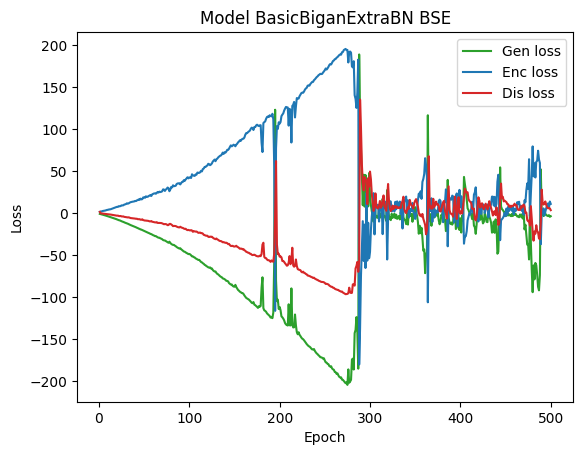 Model BasicBiganExtraBN BSE
Gen loss
Enc loss
Dis loss
Loss
200
150
100
50
0
−50
−100
−150
−200
0 100 200 300 400 500
Epoch